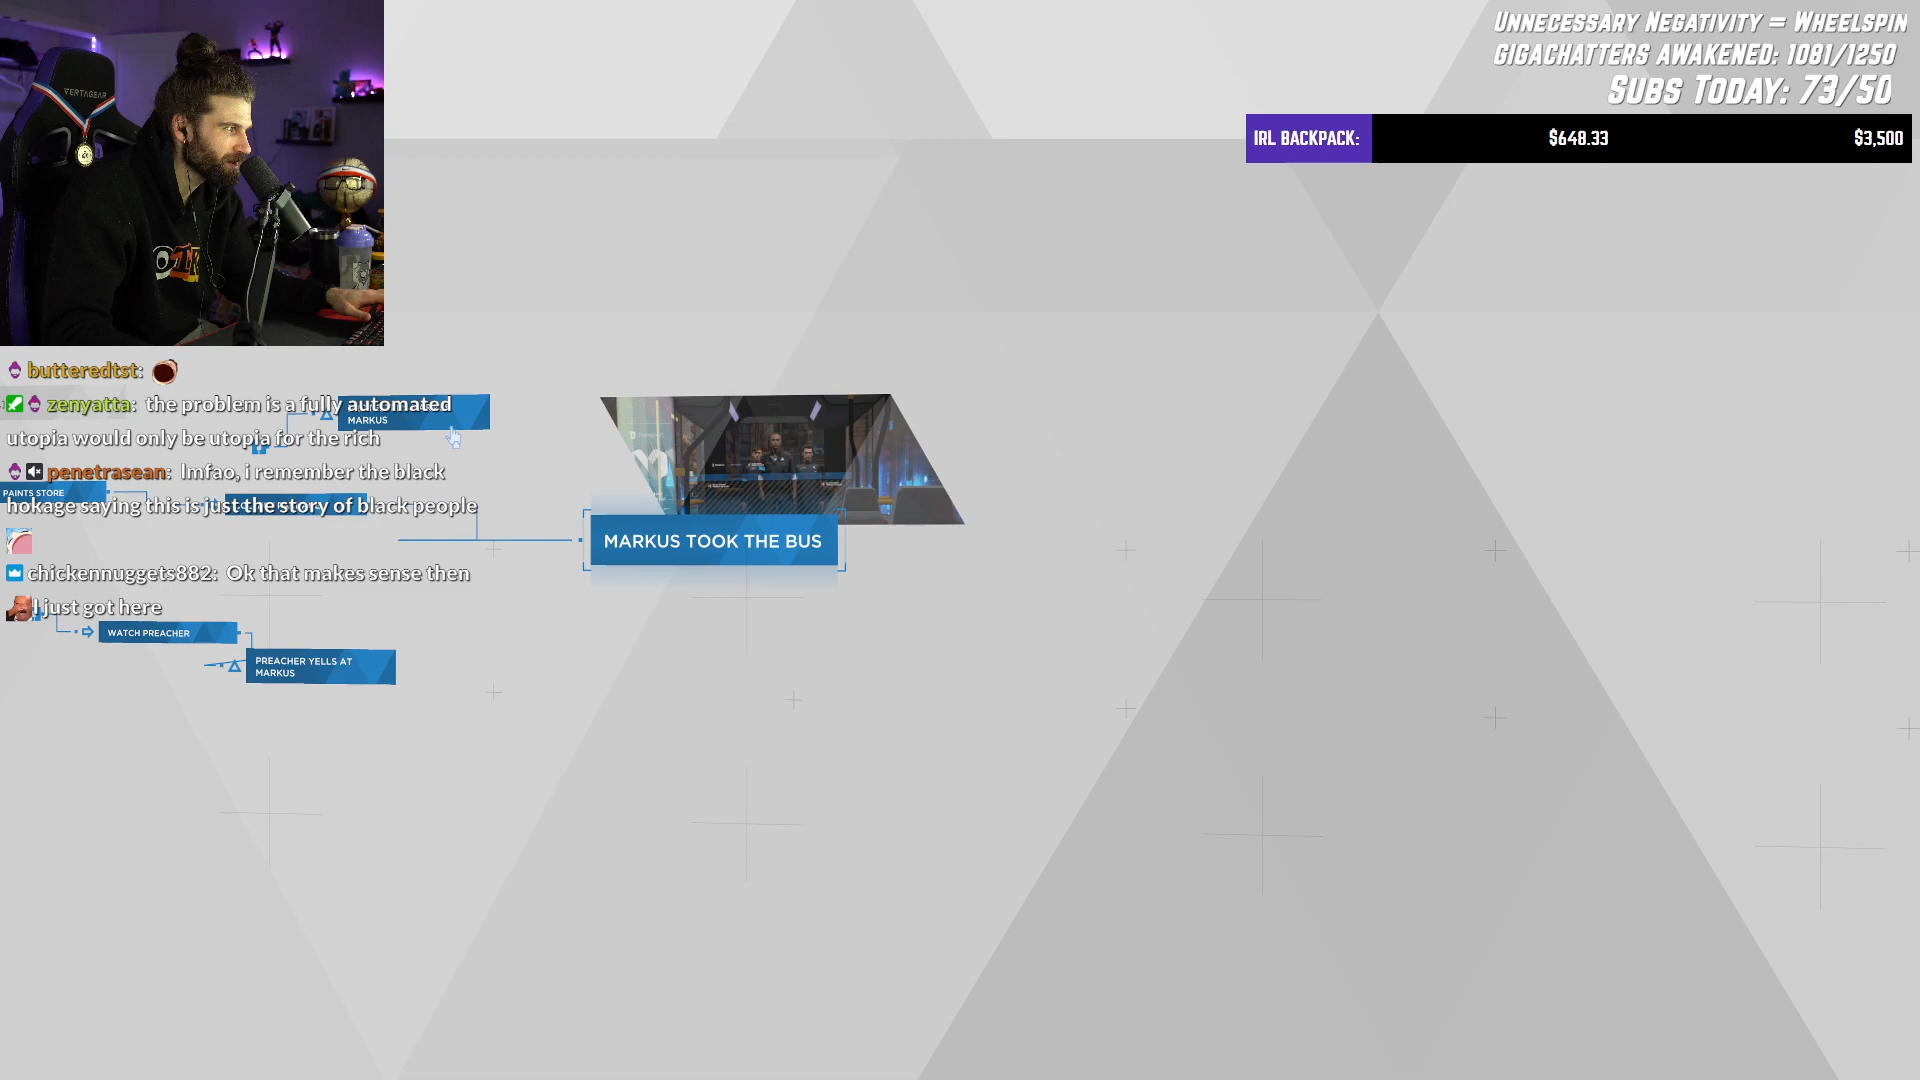 UNNECESSARY NEGATIVITY = WHEELSPIN
GIGACHATTERS AWAKENED: 1081/1250
SUBS TODAY: 73/50
IRL BACKPACK: $648.33 $3,500
VERTAGEAR
butteredtst:
zenyatta: the problem is a fully automated
utopia would only be utopia for the rich
penetrasean: lmfao, i remember the black
hokage saying this is just the story of black people
chickennuggets882: Ok that makes sense then
I just got here
MARKUS
PAINTS STORE
MARKUS TOOK THE BUS
WATCH PREACHER
PREACHER YELLS AT
MARKUS